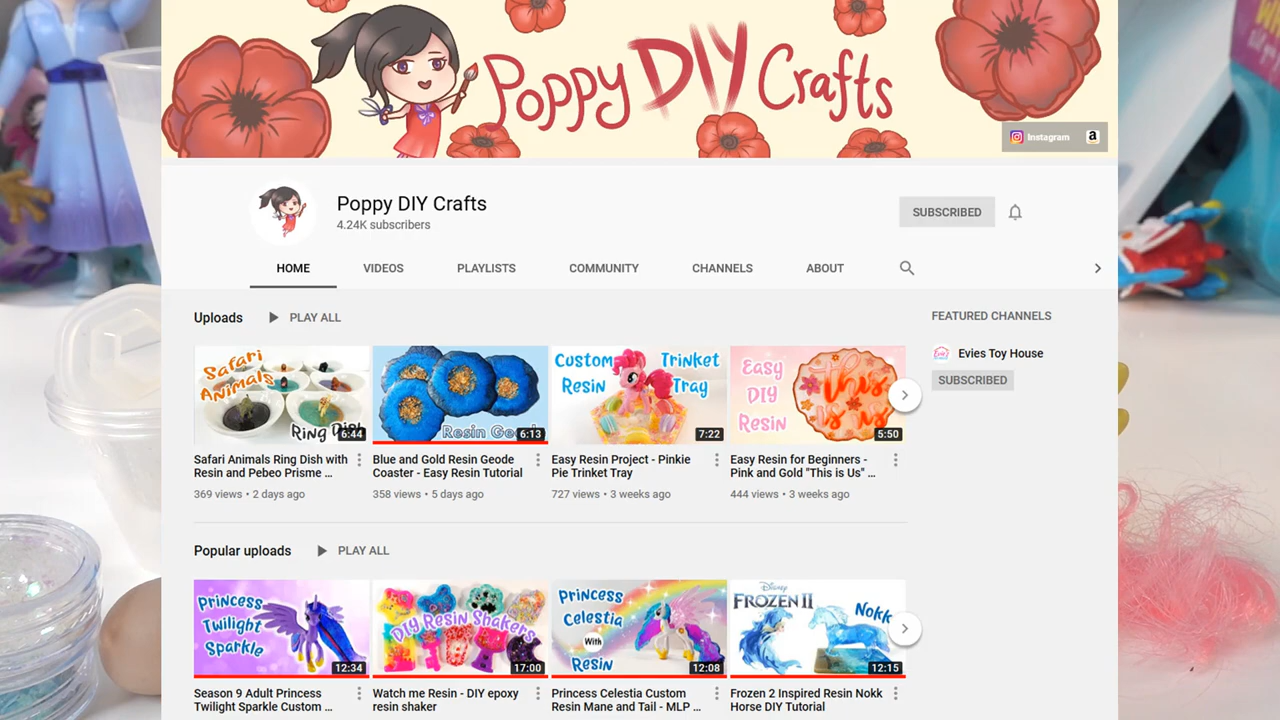 Poppy DIY Crafts
Instagram
Poppy DIY Crafts
4.24K subscribers
SUBSCRIBED
HOME VIDEOS PLAYLISTS COMMUNITY CHANNELS ABOUT
Uploads PLAY ALL
FEATURED CHANNELS
Evies Toy House
SUBSCRIBED
Safari
Animals
Ring Dish
6:44
Resin
6:13
Custom Trinket
Resin Tray
7:22
Easy
DIY
Resin
this
is us
5:50
Safari Animals Ring Dish with
Resin and Pebeo Prisme ...
369 views • 2 days ago
Blue and Gold Resin Geode
Coaster - Easy Resin Tutorial
358 views • 5 days ago
Easy Resin Project - Pinkie
Pie Trinket Tray
727 views • 3 weeks ago
Easy Resin for Beginners -
Pink and Gold "This is Us" ...
444 views • 3 weeks ago
Popular uploads PLAY ALL
Princess
Twilight
Sparkle
12:34
DIY Resin Shakers
17:00
Princess
Celestia
With
Resin
12:08
Disney
FROZEN II
Nokk
12:15
Season 9 Adult Princess
Twilight Sparkle Custom ...
Watch me Resin - DIY epoxy
resin shaker
Princess Celestia Custom
Resin Mane and Tail - MLP ...
Frozen 2 Inspired Resin Nokk
Horse DIY Tutorial